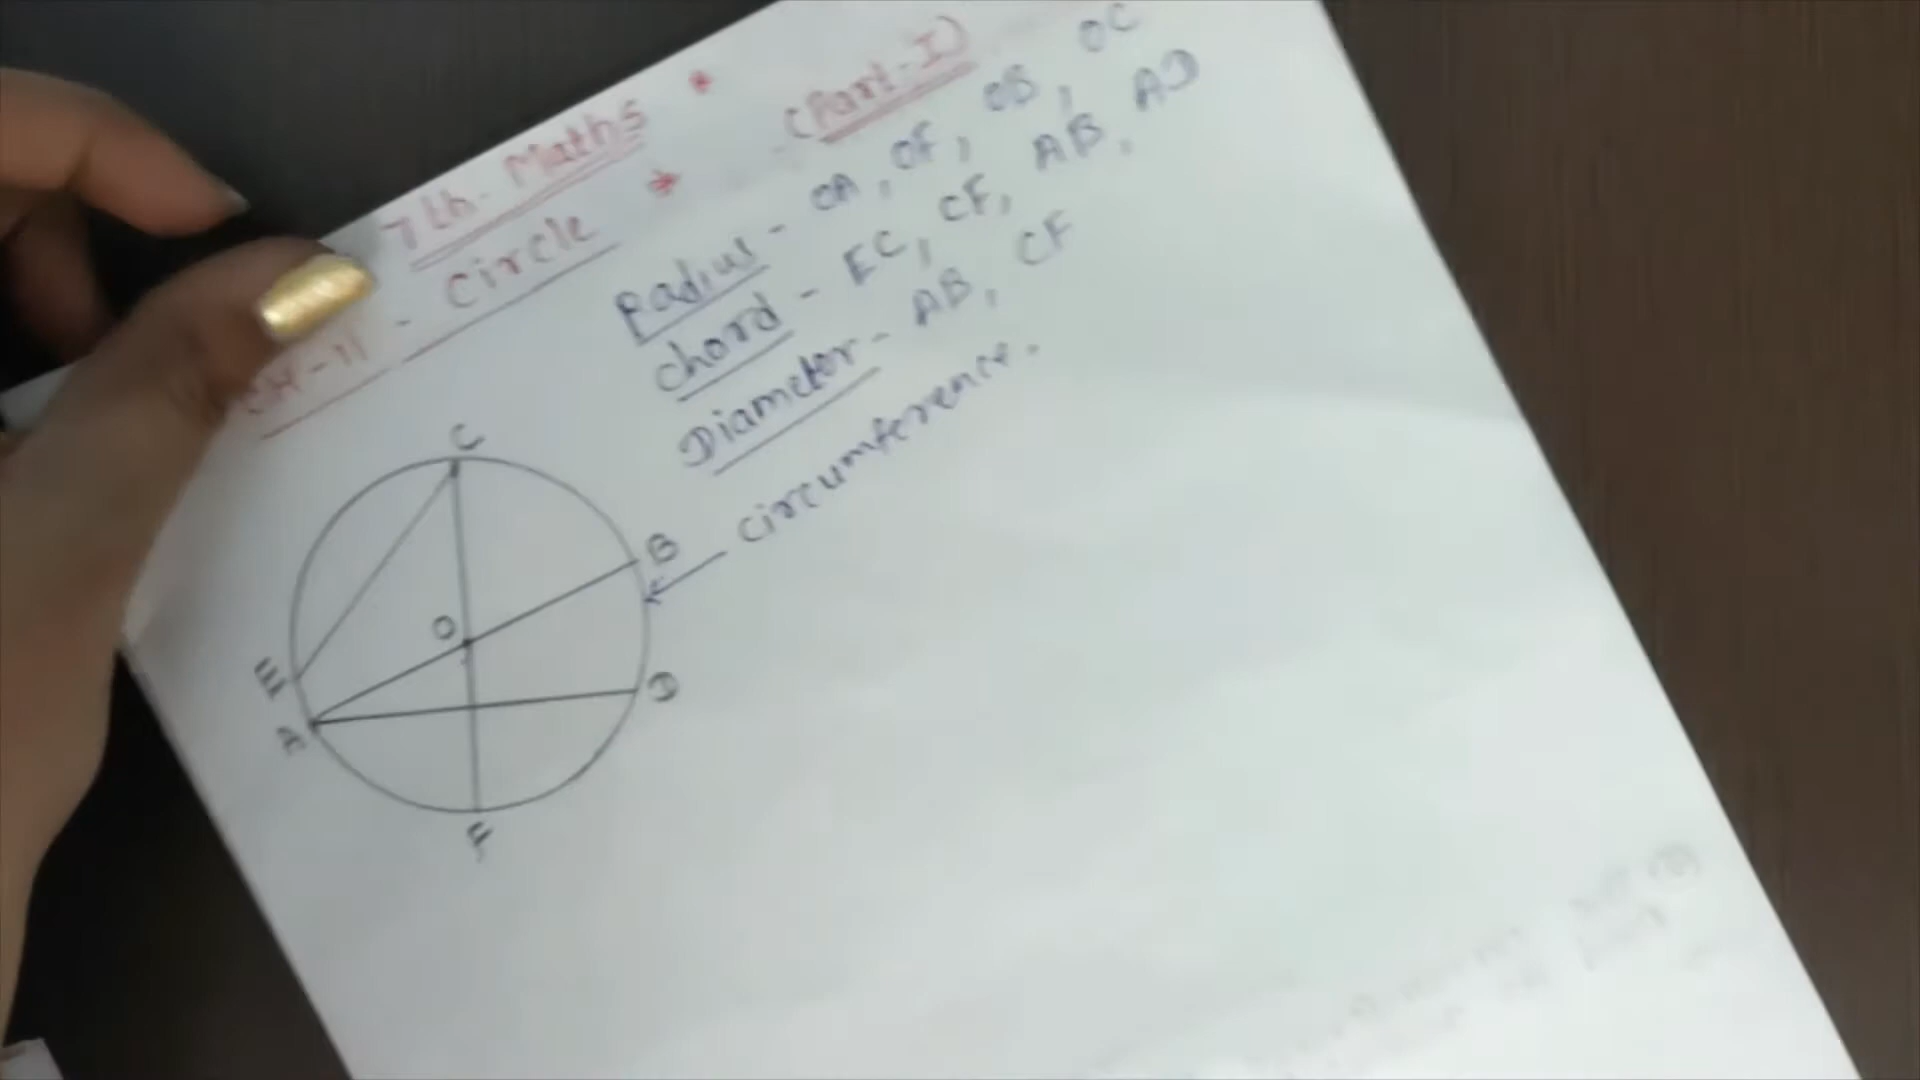 * 7th. Maths *
CH-11 - Circle * (Part-I)
Radius - OA, OF, OB, OC
Chord - EC, CF, AB, AD
Diameter - AB, CF
circumference.
C
B
O
E
D
A
F